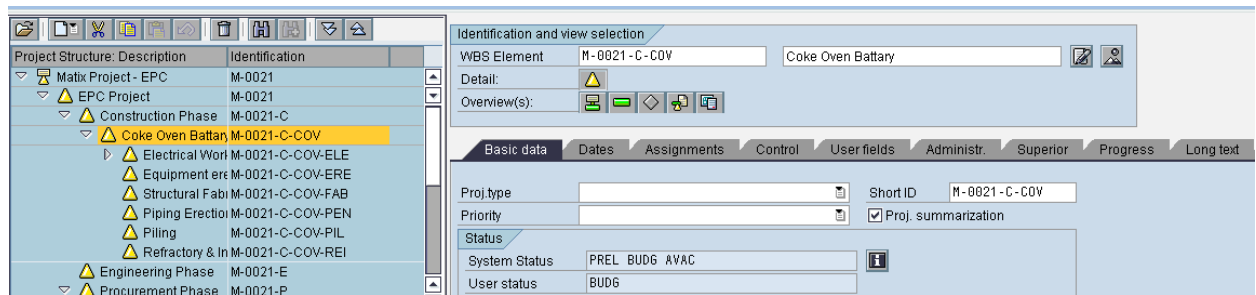 Project Structure: Description Identification
Matix Project - EPC M-0021
EPC Project M-0021
Construction Phase M-0021-C
Coke Oven Battary M-0021-C-COV
Electrical Work M-0021-C-COV-ELE
Equipment ere M-0021-C-COV-ERE
Structural Fabr M-0021-C-COV-FAB
Piping Erection M-0021-C-COV-PEN
Piling M-0021-C-COV-PIL
Refractory & In M-0021-C-COV-REI
Engineering Phase M-0021-E
Procurement Phase M-0021-P
Identification and view selection
WBS Element M-0021-C-COV Coke Oven Battary
Detail:
Overview(s):
Basic data Dates Assignments Control User fields Administr. Superior Progress Long text
Proj.type Short ID M-0021-C-COV
Priority Proj. summarization
Status
System Status PREL BUDG AVAC
User status BUDG